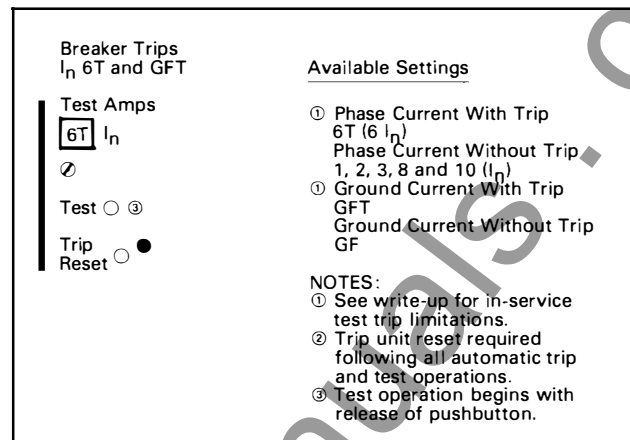 Breaker Trips
In 6T and GFT
Test Amps
6T In
Test ○ ③
Trip
Reset ○ ●
Available Settings
① Phase Current With Trip
6T (6 In)
Phase Current Without Trip
1, 2, 3, 8 and 10 (In)
① Ground Current With Trip
GFT
Ground Current Without Trip
GF
NOTES:
① See write-up for in-service
test trip limitations.
② Trip unit reset required
following all automatic trip
and test operations.
③ Test operation begins with
release of pushbutton.